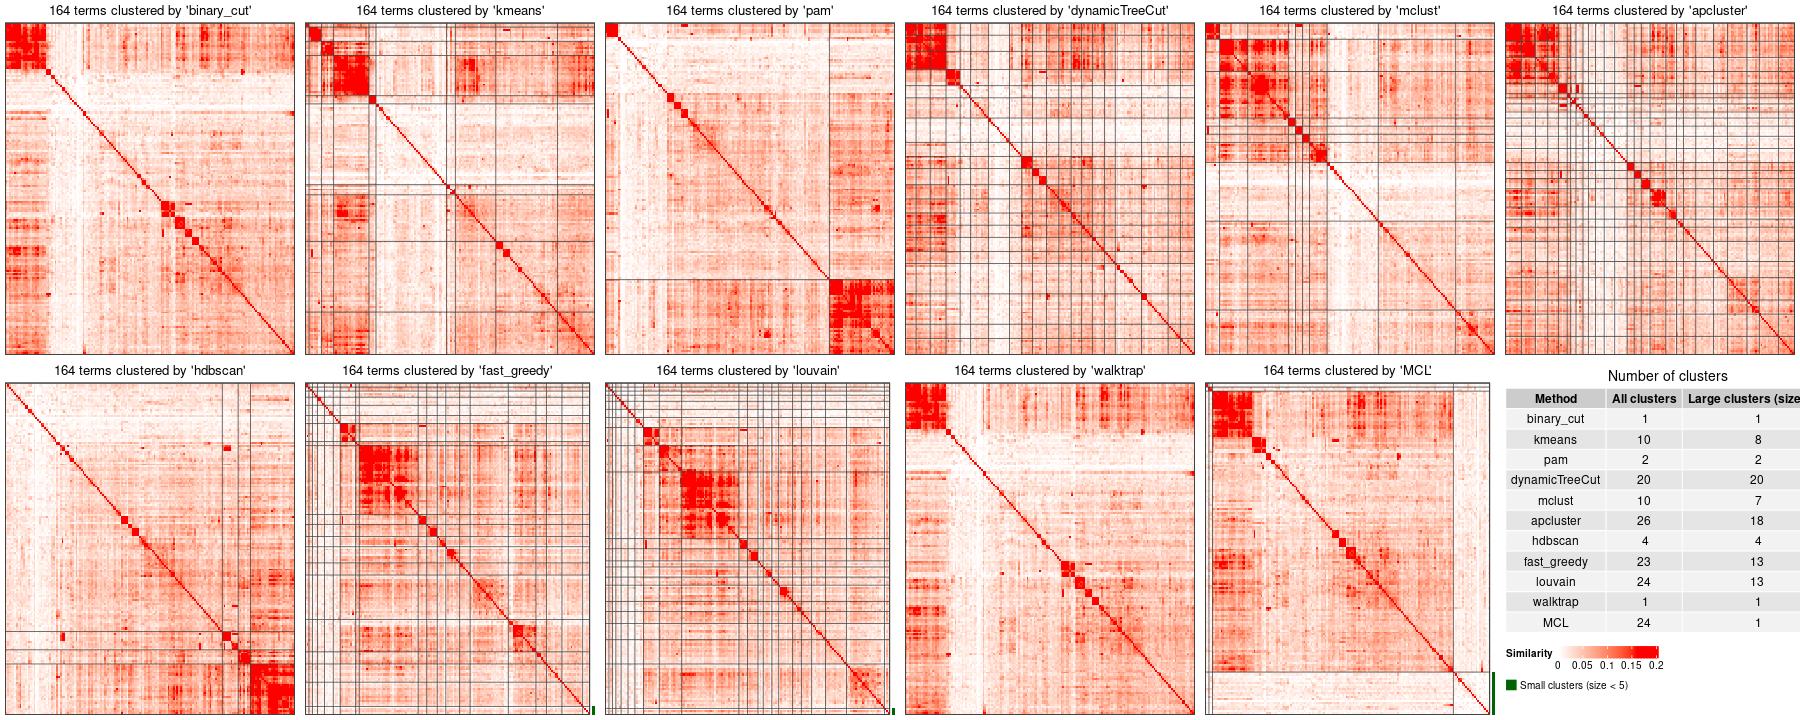 164 terms clustered by 'binary_cut'
164 terms clustered by 'kmeans'
164 terms clustered by 'pam'
164 terms clustered by 'dynamicTreeCut'
164 terms clustered by 'mclust'
164 terms clustered by 'apcluster'
164 terms clustered by 'hdbscan'
164 terms clustered by 'fast_greedy'
164 terms clustered by 'louvain'
164 terms clustered by 'walktrap'
164 terms clustered by 'MCL'
Number of clusters
Method All clusters Large clusters (size
binary_cut 1 1
kmeans 10 8
pam 2 2
dynamicTreeCut 20 20
mclust 10 7
apcluster 26 18
hdbscan 4 4
fast_greedy 23 13
louvain 24 13
walktrap 1 1
MCL 24 1
Similarity
0 0.05 0.1 0.15 0.2
Small clusters (size < 5)